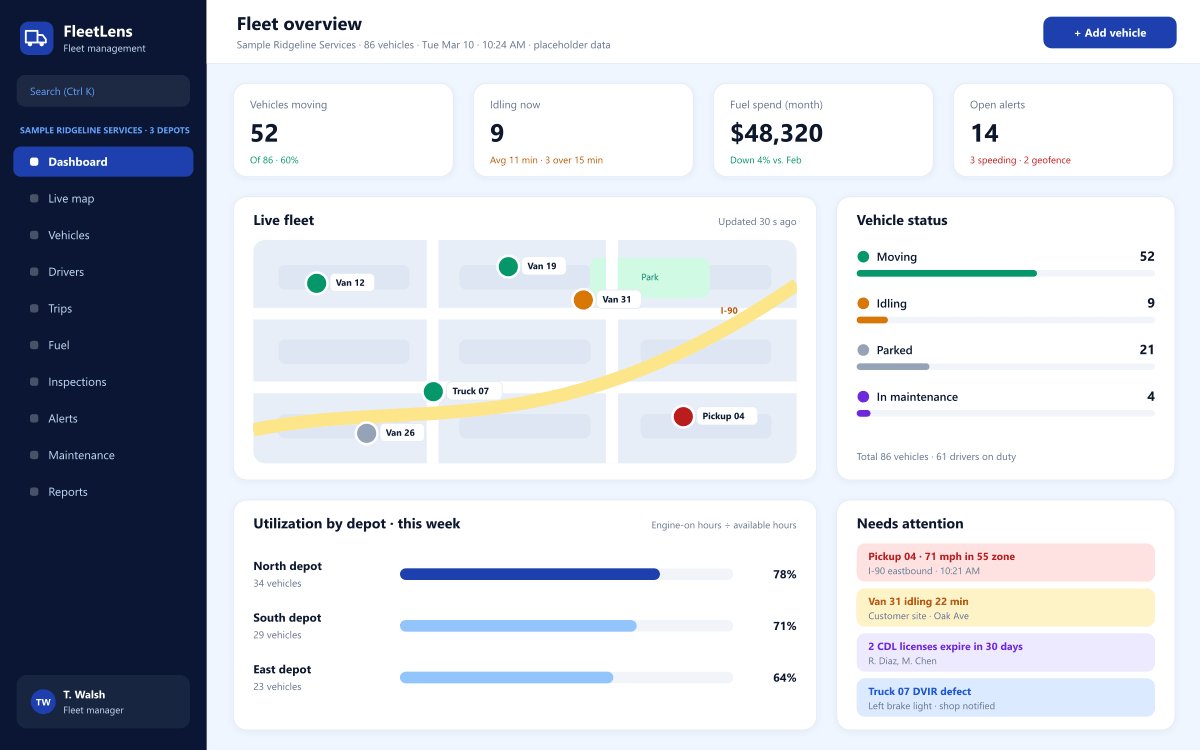 FleetLens
Fleet management
Search (Ctrl K)
SAMPLE RIDGELINE SERVICES · 3 DEPOTS
Dashboard
Live map
Vehicles
Drivers
Trips
Fuel
Inspections
Alerts
Maintenance
Reports
TW
T. Walsh
Fleet manager
Fleet overview
Sample Ridgeline Services · 86 vehicles · Tue Mar 10 · 10:24 AM · placeholder data
+ Add vehicle
Vehicles moving
52
Of 86 · 60%
Idling now
9
Avg 11 min · 3 over 15 min
Fuel spend (month)
$48,320
Down 4% vs. Feb
Open alerts
14
3 speeding · 2 geofence
Live fleet
Updated 30 s ago
Van 12
Van 19
Park
Van 31
I-90
Truck 07
Van 26
Pickup 04
Vehicle status
Moving 52
Idling 9
Parked 21
In maintenance 4
Total 86 vehicles · 61 drivers on duty
Utilization by depot · this week
Engine-on hours ÷ available hours
North depot
34 vehicles
78%
South depot
29 vehicles
71%
East depot
23 vehicles
64%
Needs attention
Pickup 04 · 71 mph in 55 zone
I-90 eastbound · 10:21 AM
Van 31 idling 22 min
Customer site · Oak Ave
2 CDL licenses expire in 30 days
R. Diaz, M. Chen
Truck 07 DVIR defect
Left brake light · shop notified